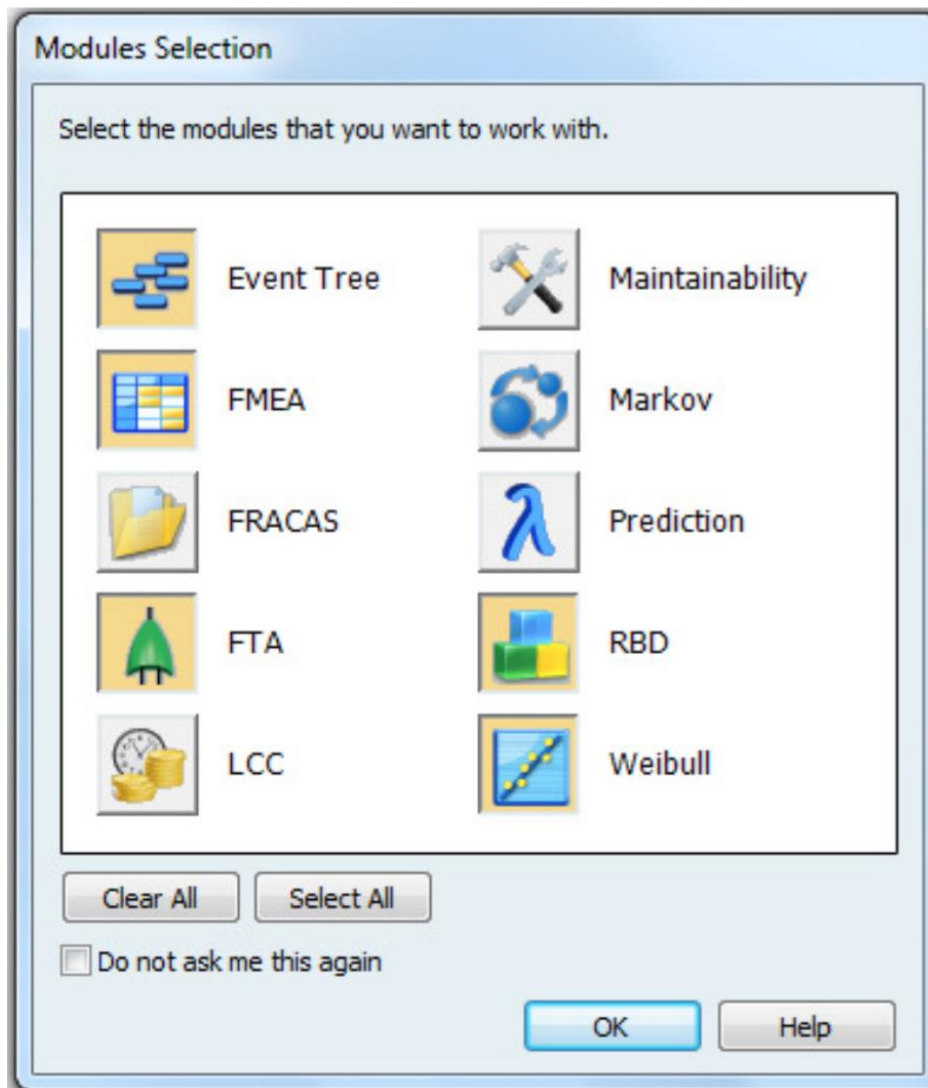 Modules Selection
Select the modules that you want to work with.
Event Tree
Maintainability
FMEA
Markov
FRACAS
Prediction
FTA
RBD
LCC
Weibull
Clear All
Select All
Do not ask me this again
OK
Help